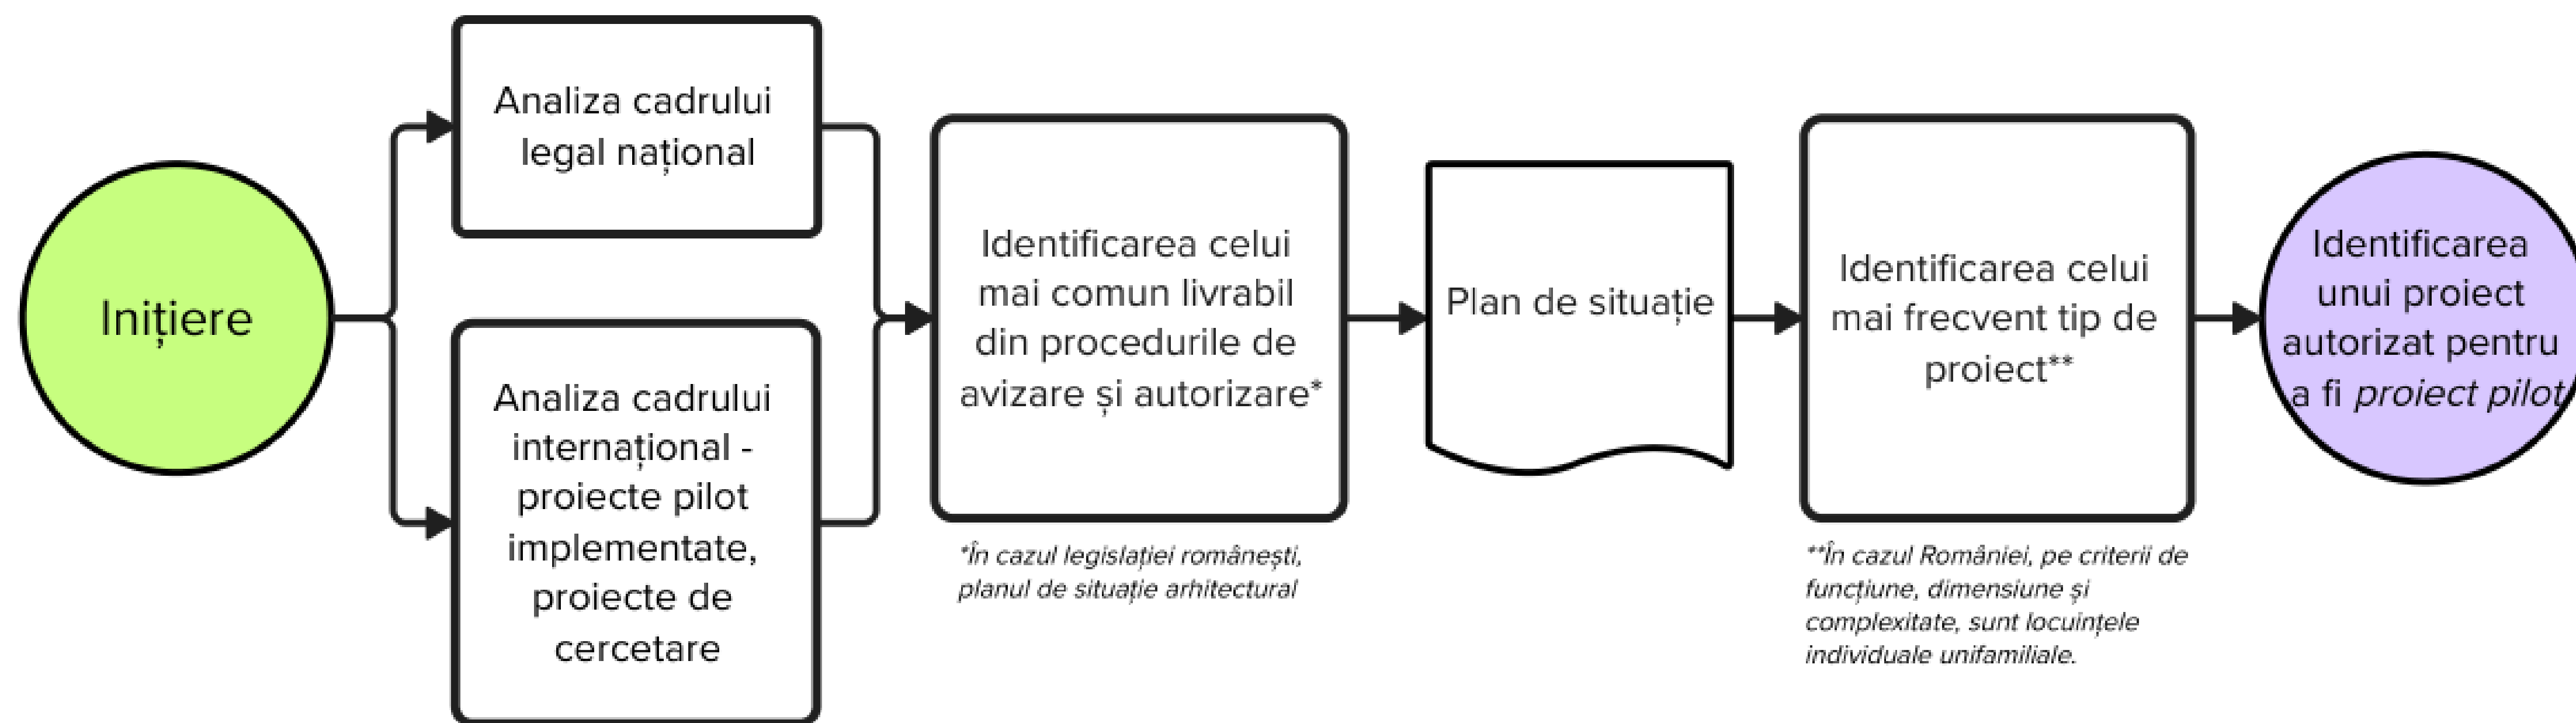 Inițiere
Analiza cadrului
legal național
Analiza cadrului
internațional -
proiecte pilot
implementate,
proiecte de
cercetare
Identificarea celui
mai comun livrabil
din procedurile de
avizare și autorizare*
*În cazul legislației românești,
planul de situație arhitectural
Plan de situație
Identificarea celui
mai frecvent tip de
proiect**
**În cazul României, pe criterii de
funcțiune, dimensiune și
complexitate, sunt locuințele
individuale unifamiliale.
Identificarea
unui proiect
autorizat pentru
a fi proiect pilot